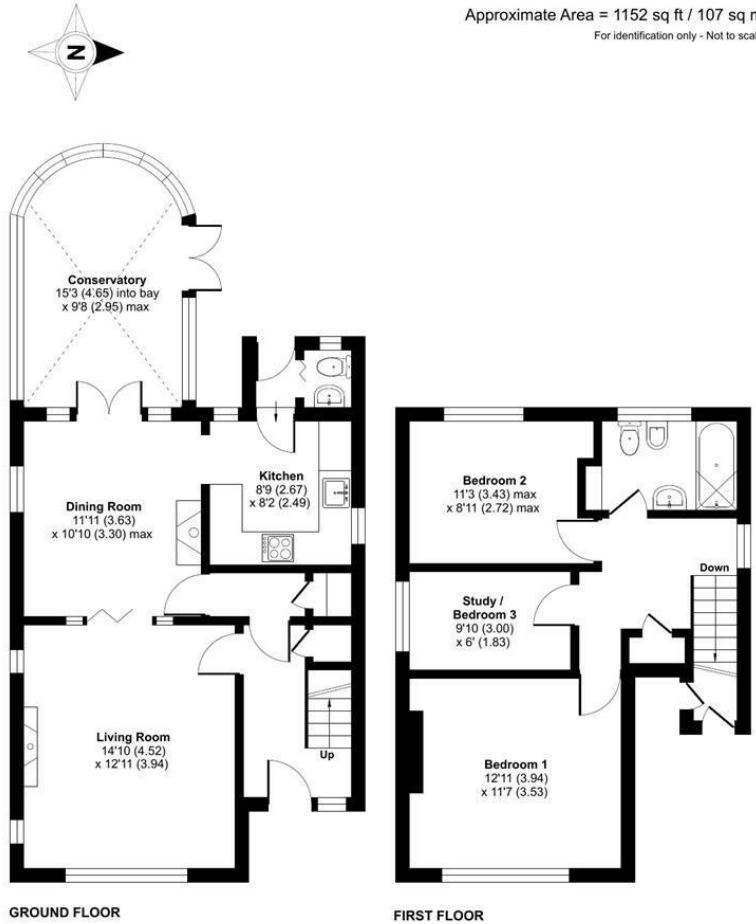 Approximate Area = 1152 sq ft / 107 sq m
For identification only - Not to scal
N
Conservatory
15'3 (4.65) into bay
x 9'8 (2.95) max
Kitchen
8'9 (2.67)
x 8'2 (2.49)
Dining Room
11'11 (3.63)
x 10'10 (3.30) max
Living Room
14'10 (4.52)
x 12'11 (3.94)
Up
GROUND FLOOR
Bedroom 2
11'3 (3.43) max
x 8'11 (2.72) max
Down
Study /
Bedroom 3
9'10 (3.00)
x 6' (1.83)
Bedroom 1
12'11 (3.94)
x 11'7 (3.53)
FIRST FLOOR